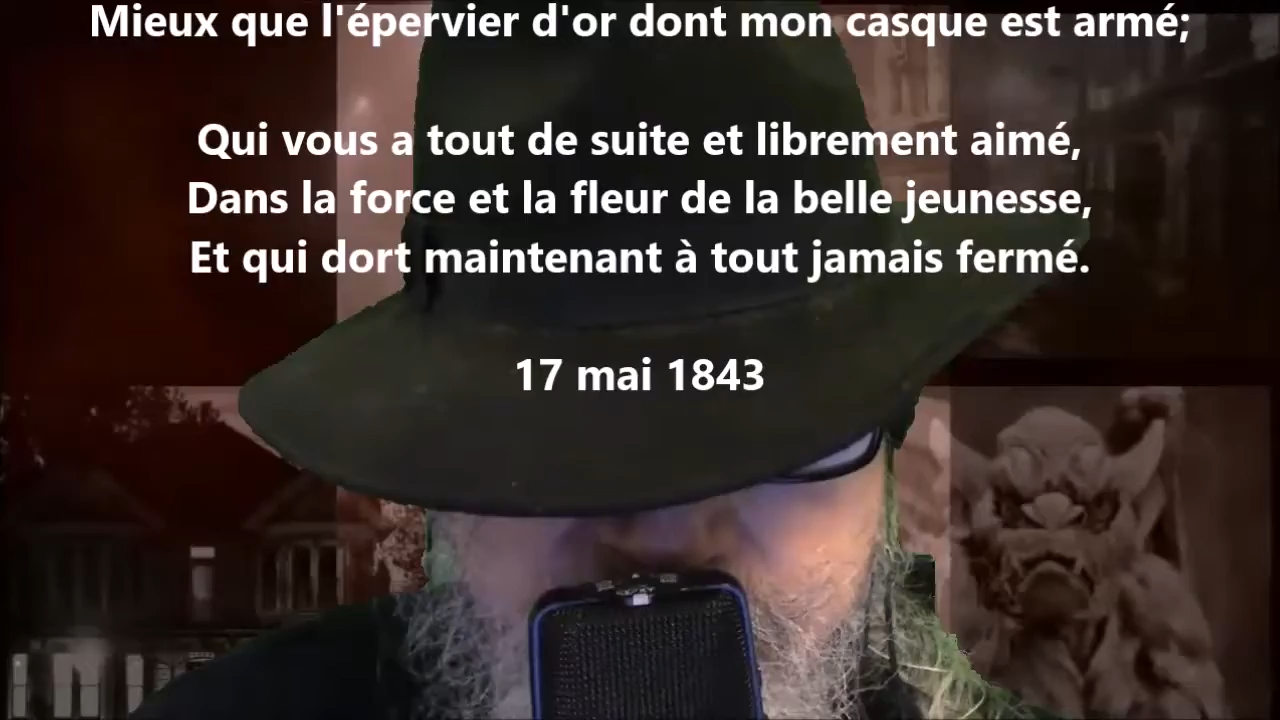 Mieux que l'épervier d'or dont mon casque est armé;
Qui vous a tout de suite et librement aimé,
Dans la force et la fleur de la belle jeunesse,
Et qui dort maintenant à tout jamais fermé.
17 mai 1843